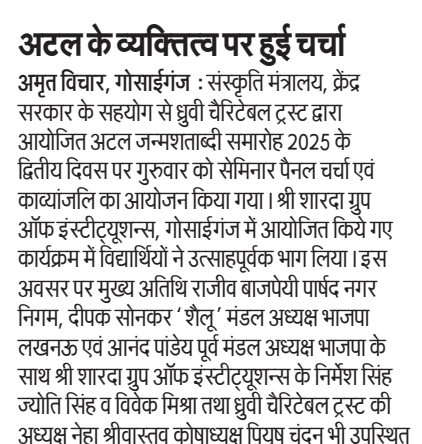 अटल के व्यक्तित्व पर हुई चर्चा
अमृत विचार, गोसाईगंज : संस्कृति मंत्रालय, क्रेंद्र
सरकार के सहयोग से ध्रुवी चैरिटेबल ट्रस्ट द्वारा
आयोजित अटल जन्मशताब्दी समारोह 2025 के
द्वितीय दिवस पर गुरुवार को सेमिनार पैनल चर्चा एवं
काव्यांजलि का आयोजन किया गया। श्री शारदा ग्रुप
ऑफ इंस्टीट्यूशन्स, गोसाईगंज में आयोजित किये गए
कार्यक्रम में विद्यार्थियों ने उत्साहपूर्वक भाग लिया। इस
अवसर पर मुख्य अतिथि राजीव बाजपेयी पार्षद नगर
निगम, दीपक सोनकर ‘शैलू’ मंडल अध्यक्ष भाजपा
लखनऊ एवं आनंद पांडेय पूर्व मंडल अध्यक्ष भाजपा के
साथ श्री शारदा ग्रुप ऑफ इंस्टीट्यूशन्स के निर्मेश सिंह
ज्योति सिंह व विवेक मिश्रा तथा ध्रुवी चैरिटेबल ट्रस्ट की
अध्यक्ष नेहा श्रीवास्तव कोषाध्यक्ष पियूष चंदन भी उपस्थित